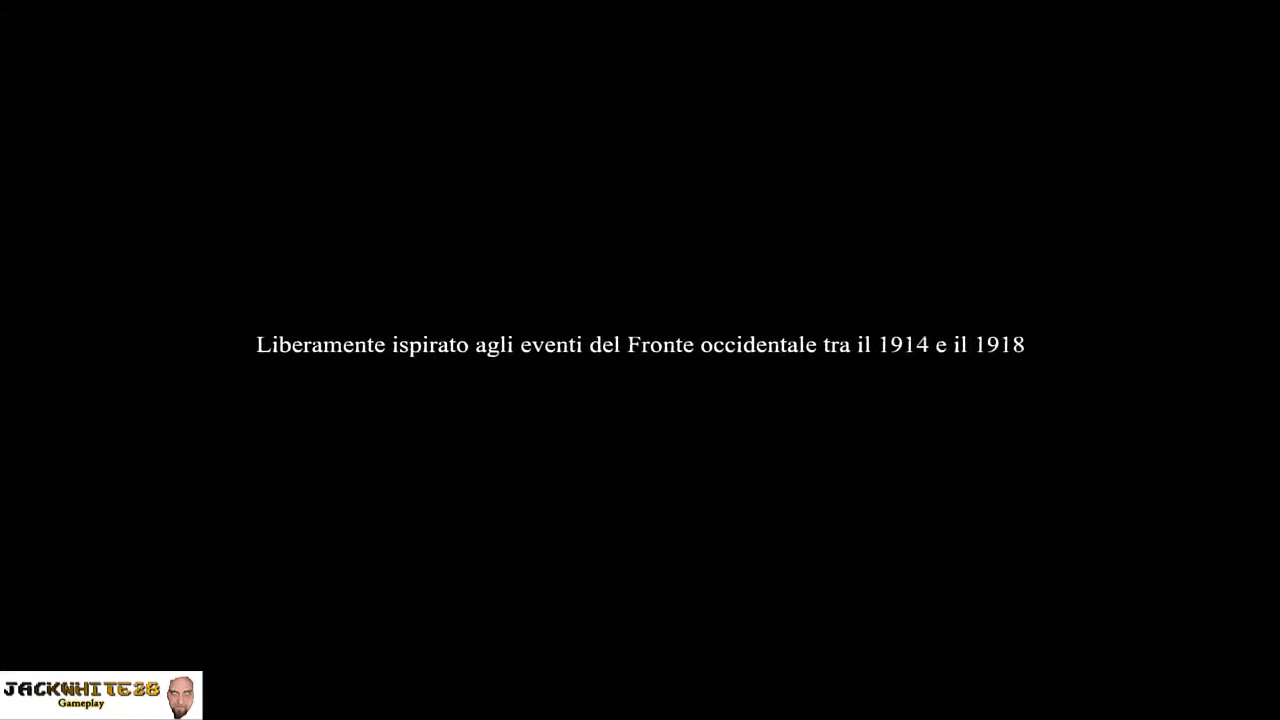 Liberamente ispirato agli eventi del Fronte occidentale tra il 1914 e il 1918
JACKWHITE28
Gameplay